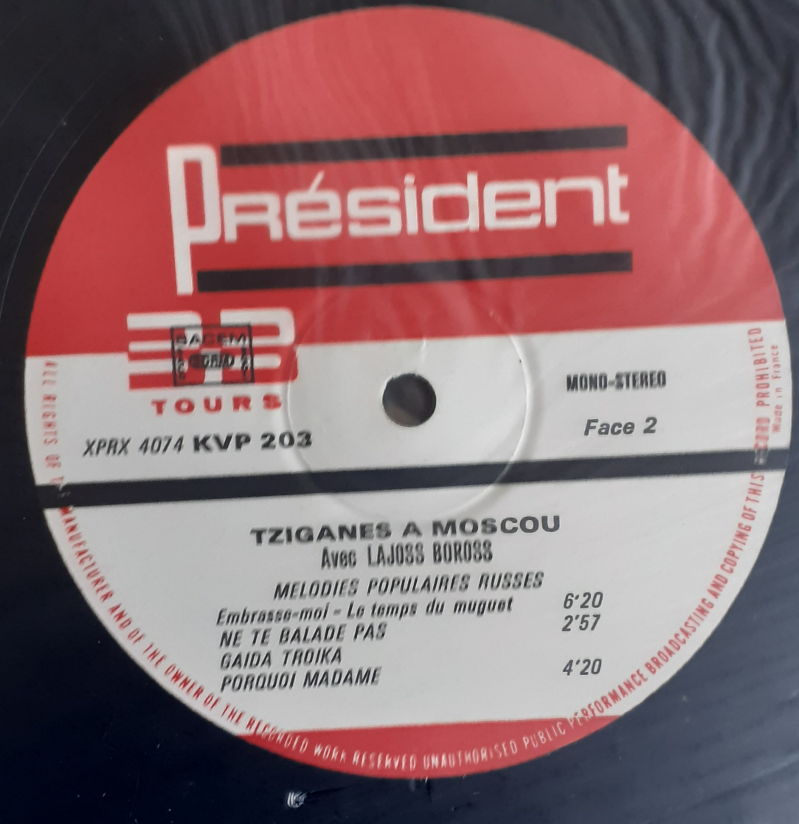 Président
33
SACEM
TOURS
MONO-STEREO
XPRX 4074 KVP 203
Face 2
TZIGANES A MOSCOU
Avec LAJOSS BOROSS
MELODIES POPULAIRES RUSSES
Embrasse-moi - Le temps du muguet 6'20
NE TE BALADE PAS 2'57
GAIDA TROIKA
PORQUOI MADAME 4'20
ALL RIGHTS OF THE MANUFACTURER AND OF THE OWNER OF THE RECORDED WORK RESERVED UNAUTHORISED PUBLIC PERFORMANCE BROADCASTING AND COPYING OF THIS RECORD PROHIBITED
Made in France